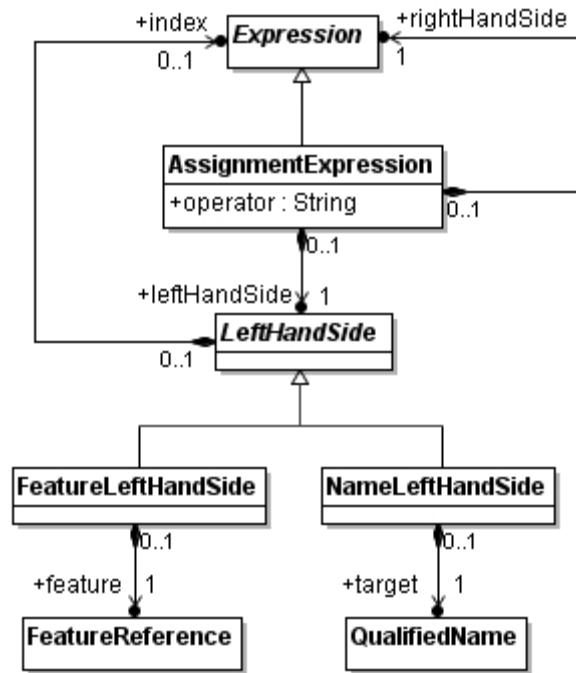 +index
Expression
+rightHandSide
0..1
1
AssignmentExpression
+operator : String
0..1
0..1
+leftHandSide
1
LeftHandSide
0..1
FeatureLeftHandSide
NameLeftHandSide
0..1
0..1
+feature
1
+target
1
FeatureReference
QualifiedName